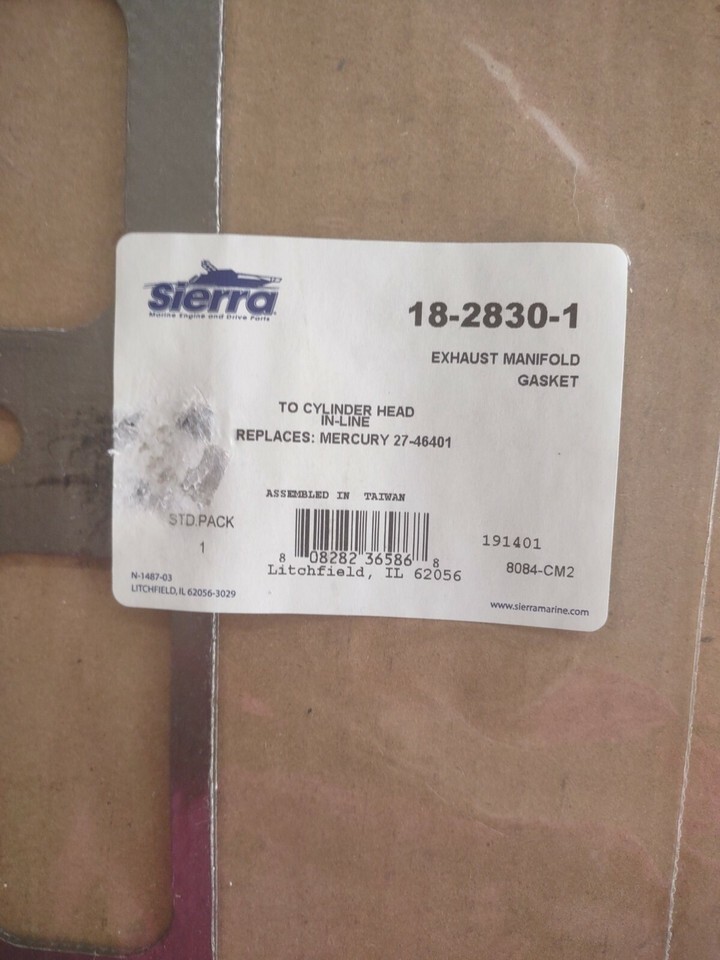 Sierra
Marine Engine and Drive Parts
18-2830-1
EXHAUST MANIFOLD
GASKET
TO CYLINDER HEAD
IN-LINE
REPLACES: MERCURY 27-46401
ASSEMBLED IN TAIWAN
STD.PACK
1
8 08282 36586 8
Litchfield, IL 62056
191401
8084-CM2
N-1487-03
LITCHFIELD, IL 62056-3029
www.sierramarine.com